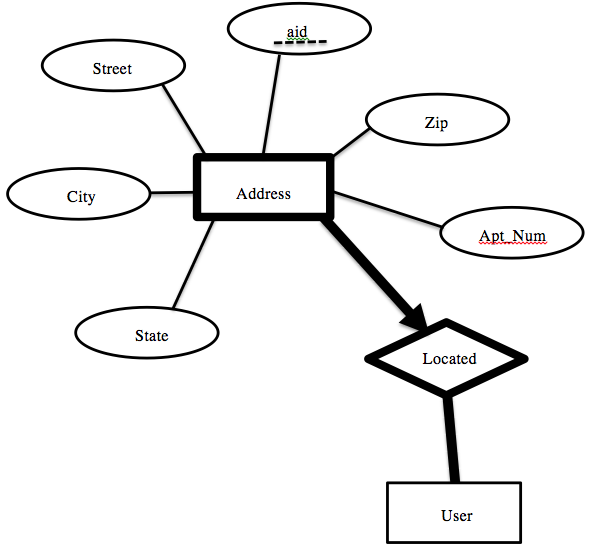 aid
Street
Zip
City
Address
Apt_Num
State
Located
User